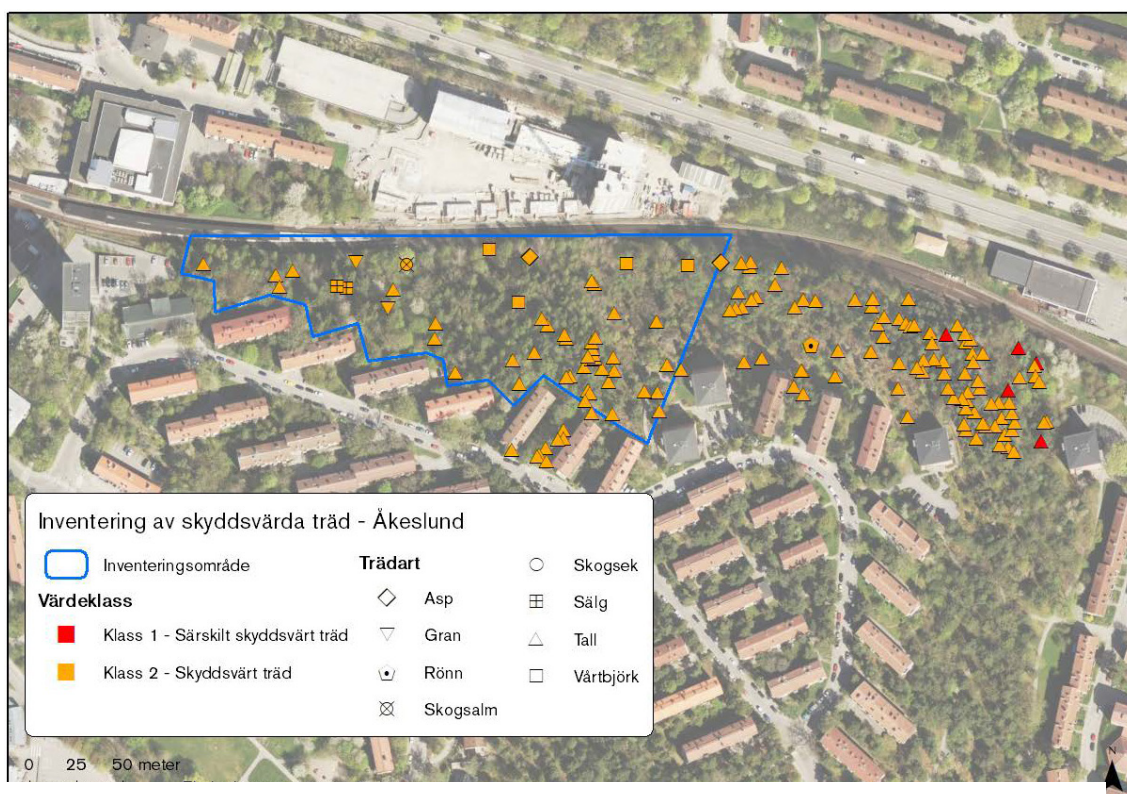 Inventering av skyddsvärda träd - Åkeslund
Inventeringsområde
Värdeklass
Klass 1 - Särskilt skyddsvärt träd
Klass 2 - Skyddsvärt träd
Trädart
Asp
Gran
Rönn
Skogsalm
Skogsek
Sälg
Tall
Vårtbjörk
0 25 50 meter
N